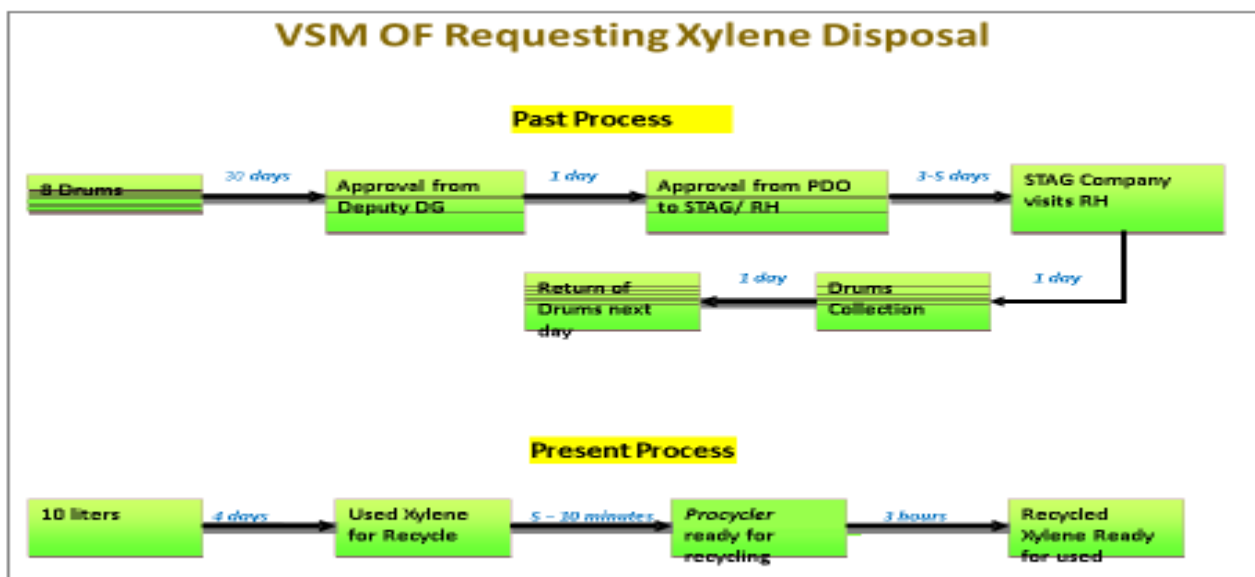 VSM OF Requesting Xylene Disposal
Past Process
8 Drums
30 days
Approval from
Deputy DG
1 day
Approval from PDO
to STAG/ RH
3-5 days
STAG Company
visits RH
1 day
Drums
Collection
1 day
Return of
Drums next
day
Present Process
10 liters
4 days
Used Xylene
for Recycle
5 – 10 minutes
Procycler
ready for
recycling
3 hours
Recycled
Xylene Ready
for used